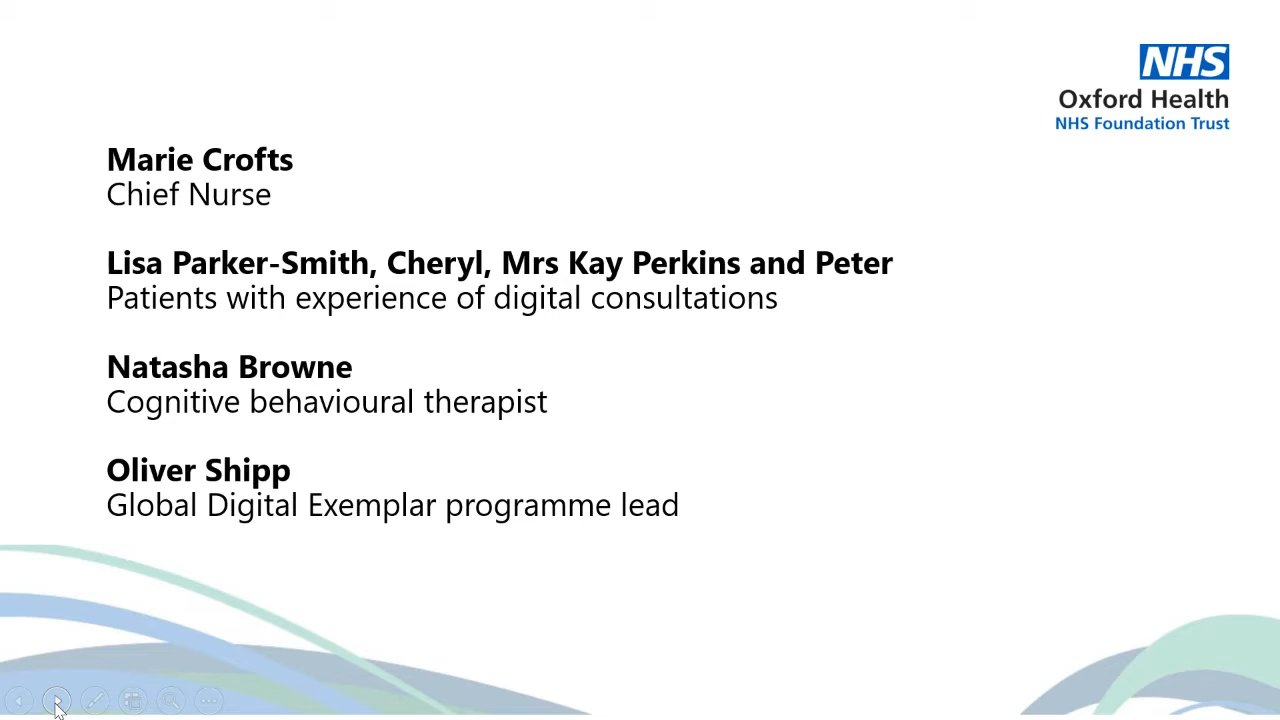 NHS
Oxford Health
NHS Foundation Trust
Marie Crofts
Chief Nurse
Lisa Parker-Smith, Cheryl, Mrs Kay Perkins and Peter
Patients with experience of digital consultations
Natasha Browne
Cognitive behavioural therapist
Oliver Shipp
Global Digital Exemplar programme lead